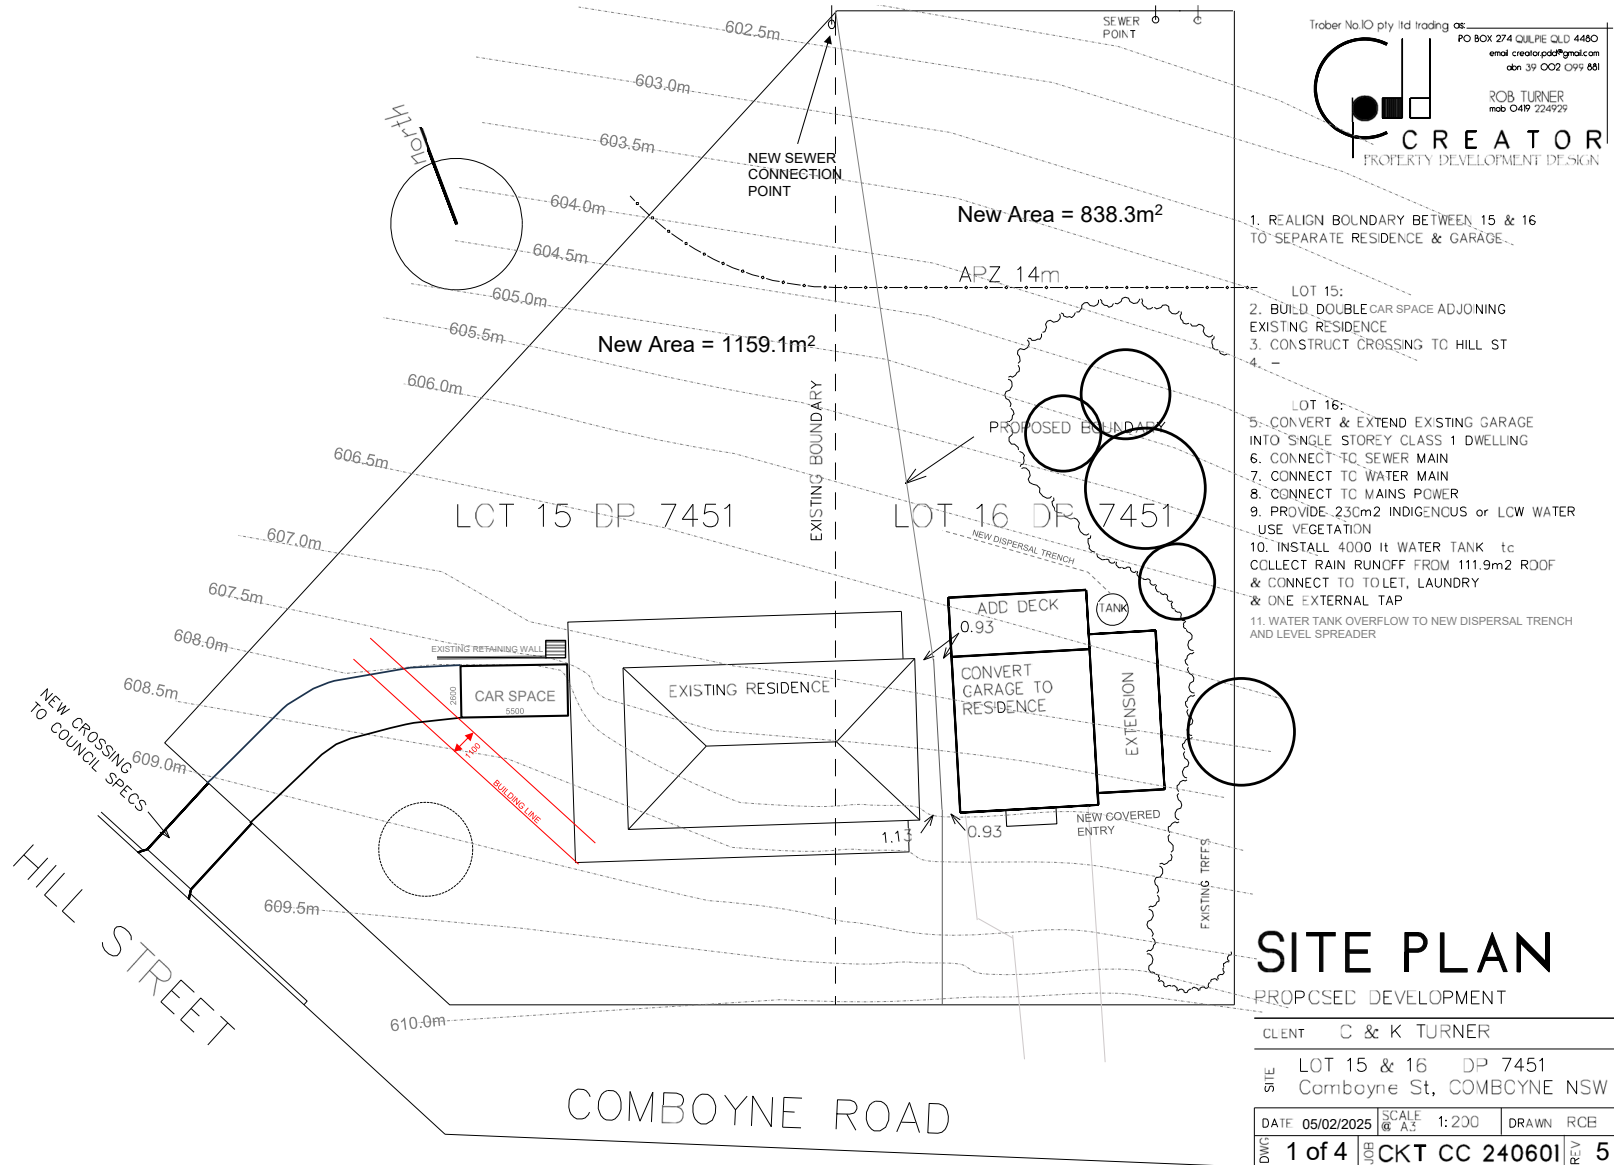 Trober No.10 pty ltd trading as:
PO BOX 274 QUILPIE QLD 4480
email creator.pdd@gmail.com
abn 39 002 099 881
ROB TURNER
mob 0419 224929
CREATOR
PROPERTY DEVELOPMENT DESIGN
SEWER
POINT
602.5m
603.0m
603.5m
604.0m
604.5m
605.0m
605.5m
606.0m
606.5m
607.0m
607.5m
608.0m
608.5m
609.0m
609.5m
610.0m
north
NEW SEWER
CONNECTION
POINT
New Area = 838.3m²
APZ 14m
New Area = 1159.1m²
EXISTING BOUNDARY
PROPOSED BOUNDARY
LOT 15 DP 7451
LOT 16 DP 7451
NEW DISPERSAL TRENCH
ADD DECK
TANK
0.93
CONVERT
GARAGE TO
RESIDENCE
EXTENSION
EXISTING RESIDENCE
EXISTING RETAINING WALL
CAR SPACE
2600
5500
1100
BUILDING LINE
NEW CROSSING
TO COUNCIL SPECS
1.13
0.93
NEW COVERED
ENTRY
EXISTING TREES
HILL STREET
COMBOYNE ROAD
1. REALIGN BOUNDARY BETWEEN 15 & 16
TO SEPARATE RESIDENCE & GARAGE
LOT 15:
2. BUILD DOUBLE CAR SPACE ADJOINING
EXISTNG RESIDENCE
3. CONSTRUCT CROSSING TO HILL ST
4. –
LOT 16:
5. CONVERT & EXTEND EXISTING GARAGE
INTO SINGLE STOREY CLASS 1 DWELLING
6. CONNECT TO SEWER MAIN
7. CONNECT TO WATER MAIN
8. CONNECT TO MAINS POWER
9. PROVIDE 230m2 INDIGENOUS or LOW WATER
USE VEGETATION
10. INSTALL 4000 lt WATER TANK to
COLLECT RAIN RUNOFF FROM 111.9m2 ROOF
& CONNECT TO TOILET, LAUNDRY
& ONE EXTERNAL TAP
11. WATER TANK OVERFLOW TO NEW DISPERSAL TRENCH
AND LEVEL SPREADER
SITE PLAN
PROPOSED DEVELOPMENT
CLIENT C & K TURNER
SITE LOT 15 & 16 DP 7451
Comboyne St, COMBOYNE NSW
DATE 05/02/2025 SCALE @ A3 1:200 DRAWN RCB
DWG 1 of 4 JOB CKT CC 240601 REV 5